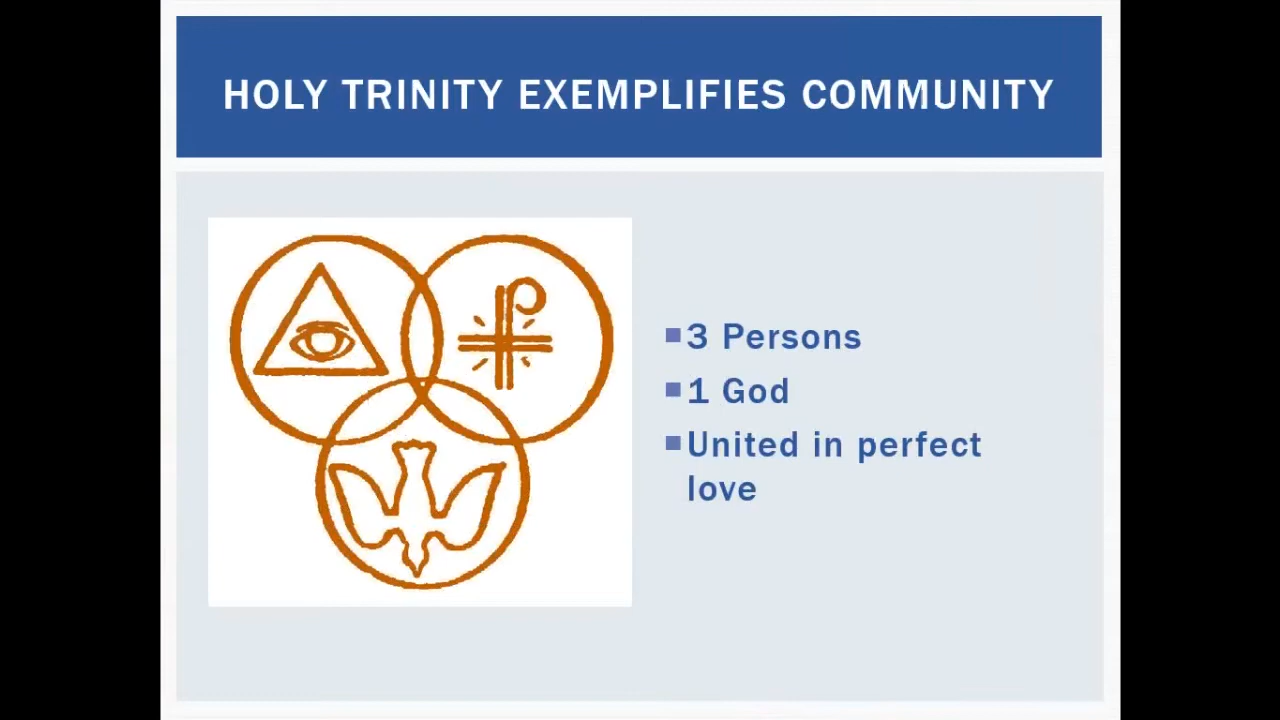 HOLY TRINITY EXEMPLIFIES COMMUNITY
3 Persons
1 God
United in perfect
love